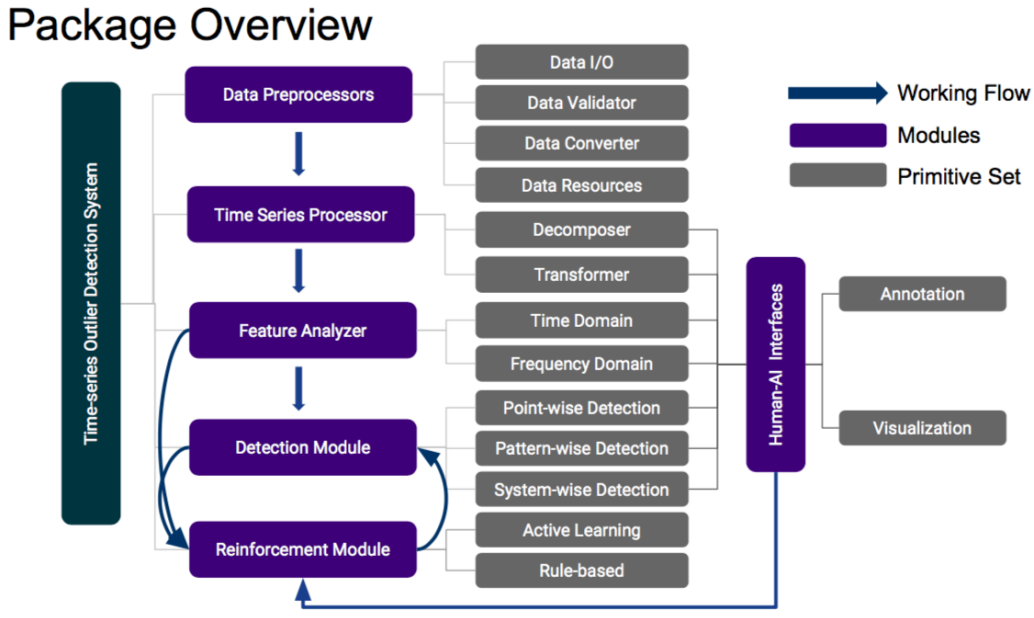 Package Overview
Data Preprocessors
Data I/O
Data Validator
Data Converter
Data Resources
Working Flow
Modules
Primitive Set
Time-series Outlier Detection System
Time Series Processor
Decomposer
Transformer
Feature Analyzer
Time Domain
Frequency Domain
Detection Module
Point-wise Detection
Pattern-wise Detection
System-wise Detection
Reinforcement Module
Active Learning
Rule-based
Human-AI Interfaces
Annotation
Visualization